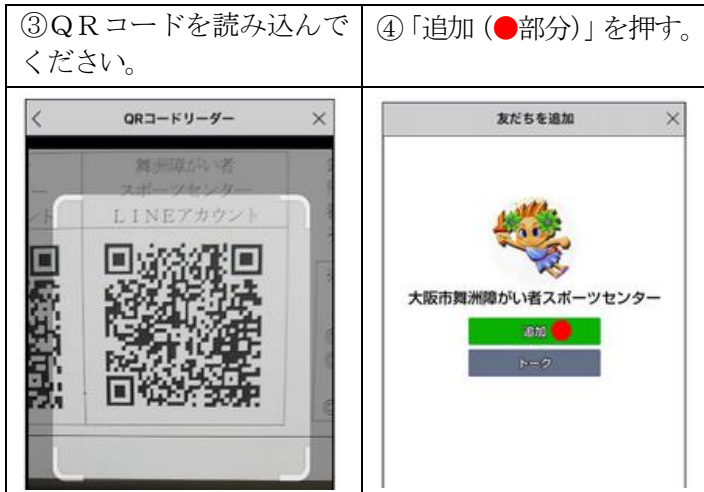 ③QRコードを読み込んで
ください。
④「追加（●部分）」を押す。
QRコードリーダー
舞洲障がい者
スポーツセンター
LINEアカウント
友だちを追加
大阪市舞洲障がい者スポーツセンター
追加
トーク